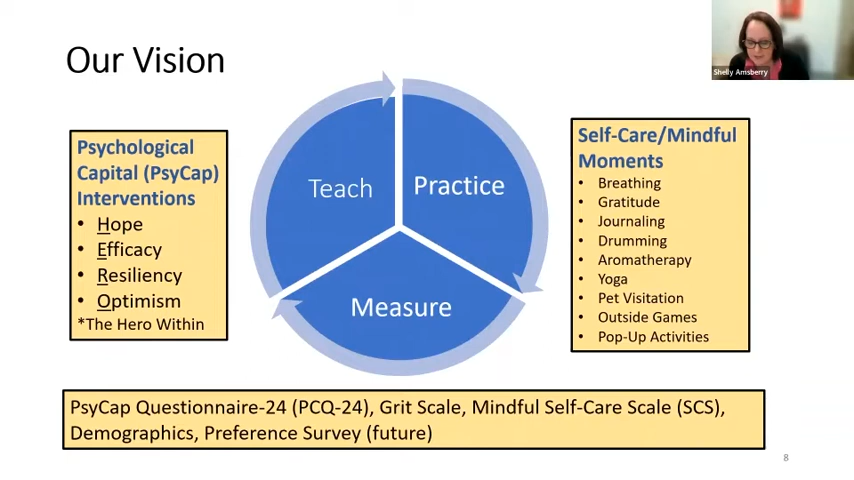 Our Vision
Shelly Amsberry
Psychological
Capital (PsyCap)
Interventions
• Hope
• Efficacy
• Resiliency
• Optimism
*The Hero Within
Teach
Practice
Measure
Self-Care/Mindful
Moments
• Breathing
• Gratitude
• Journaling
• Drumming
• Aromatherapy
• Yoga
• Pet Visitation
• Outside Games
• Pop-Up Activities
PsyCap Questionnaire-24 (PCQ-24), Grit Scale, Mindful Self-Care Scale (SCS),
Demographics, Preference Survey (future)
8